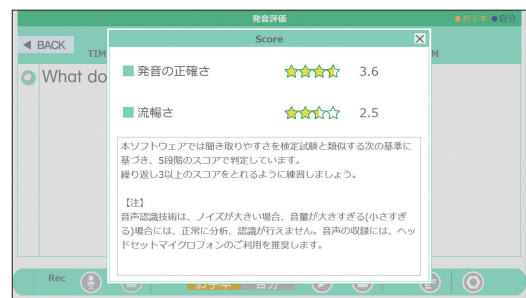 発音評価
●お手本 ●自分
◀ BACK
TIM
Score
M
What do
■ 発音の正確さ 3.6
■ 流暢さ 2.5
本ソフトウェアでは聞き取りやすさを検定試験と類似する次の基準に
基づき、5段階のスコアで判定しています。
繰り返し3以上のスコアをとれるように練習しましょう。
【注】
音声認識技術は、ノイズが大きい場合、音量が大きすぎる(小さすぎ
る)場合には、正常に分析、認識が行えません。音声の収録には、ヘッ
ドセットマイクロフォンのご利用を推奨します。
Rec
お手本 自分